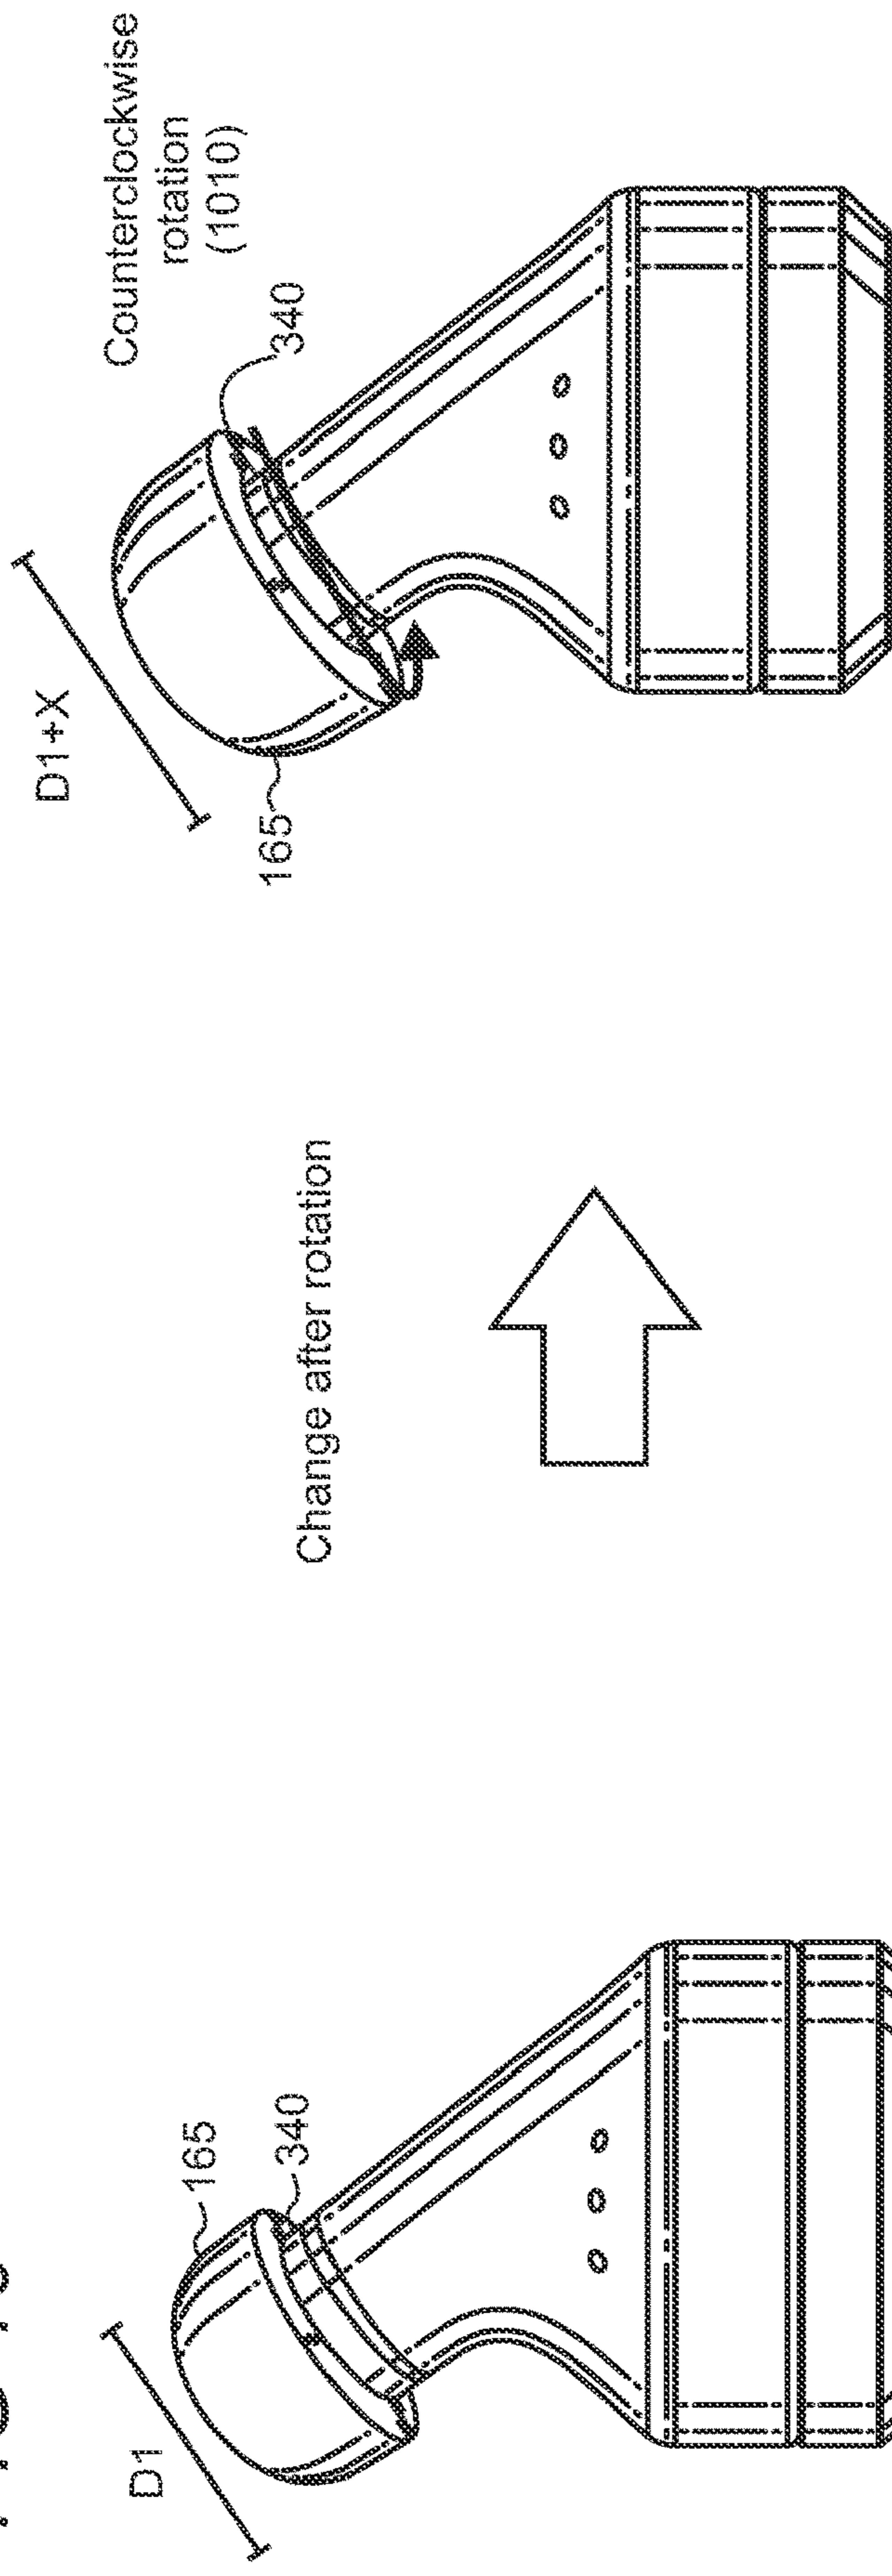 D1
165
340
Change after rotation
D1+X
165
340
Counterclockwise
rotation
(1010)